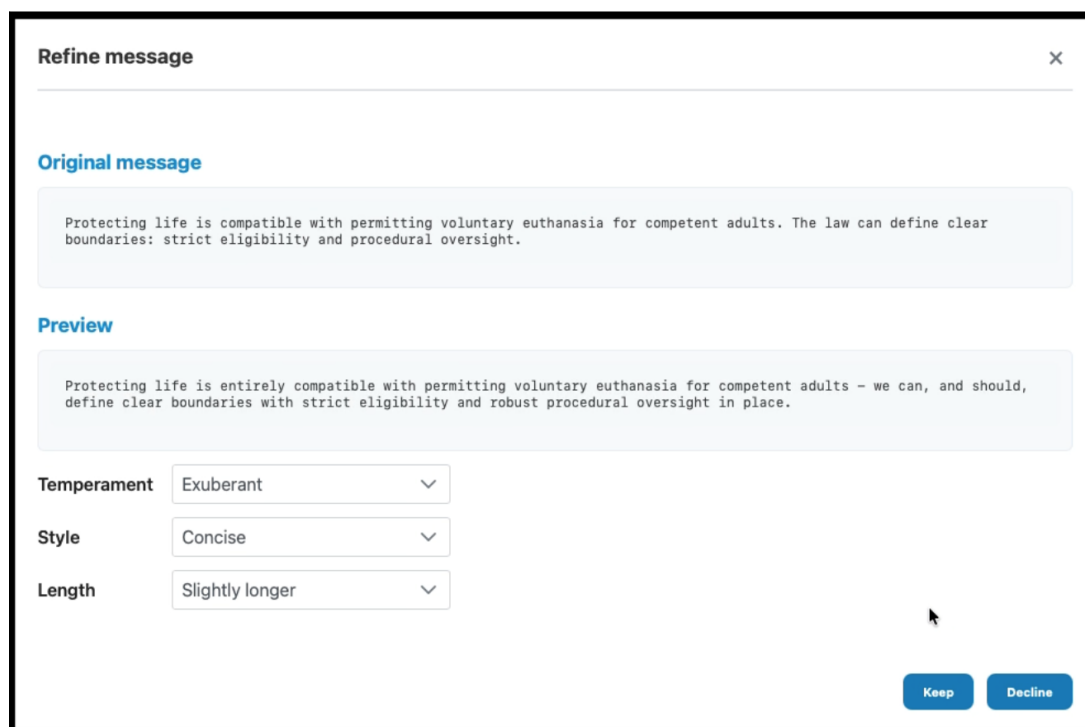 Refine message
Original message
Protecting life is compatible with permitting voluntary euthanasia for competent adults. The law can define clear
boundaries: strict eligibility and procedural oversight.
Preview
Protecting life is entirely compatible with permitting voluntary euthanasia for competent adults – we can, and should,
define clear boundaries with strict eligibility and robust procedural oversight in place.
Temperament Exuberant
Style Concise
Length Slightly longer
Keep Decline